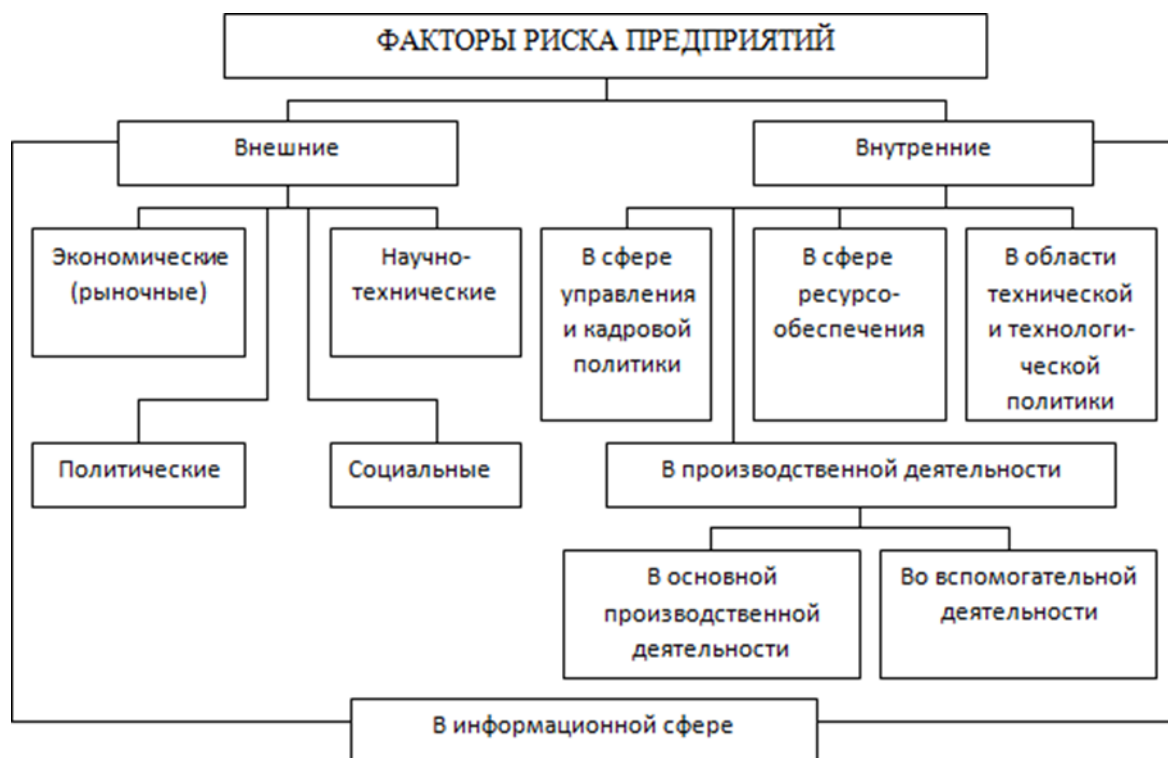 ФАКТОРЫ РИСКА ПРЕДПРИЯТИЙ
Внешние
Внутренние
Экономические
(рыночные)
Научно-
технические
Политические
Социальные
В сфере
управления
и кадровой
политики
В сфере
ресурсо-
обеспечения
В области
технической
и технологи-
ческой
политики
В производственной деятельности
В основной
производственной
деятельности
Во вспомогательной
деятельности
В информационной сфере